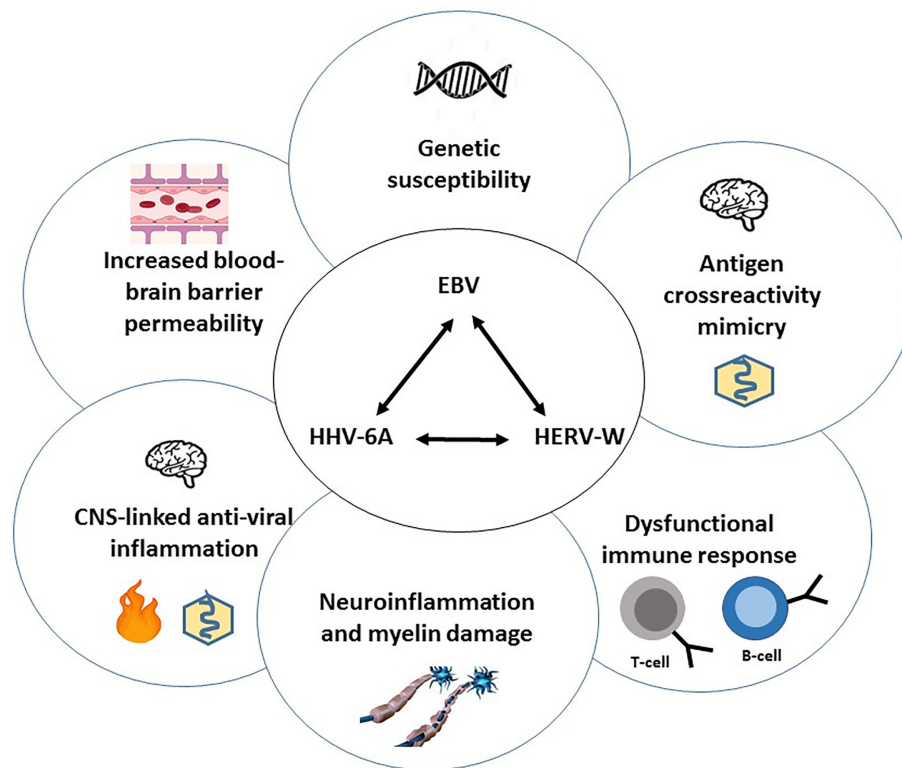 Genetic
susceptibility
Increased blood-
brain barrier
permeability
Antigen
crossreactivity
mimicry
EBV
HHV-6A
HERV-W
CNS-linked anti-viral
inflammation
Dysfunctional
immune response
T-cell
B-cell
Neuroinflammation
and myelin damage